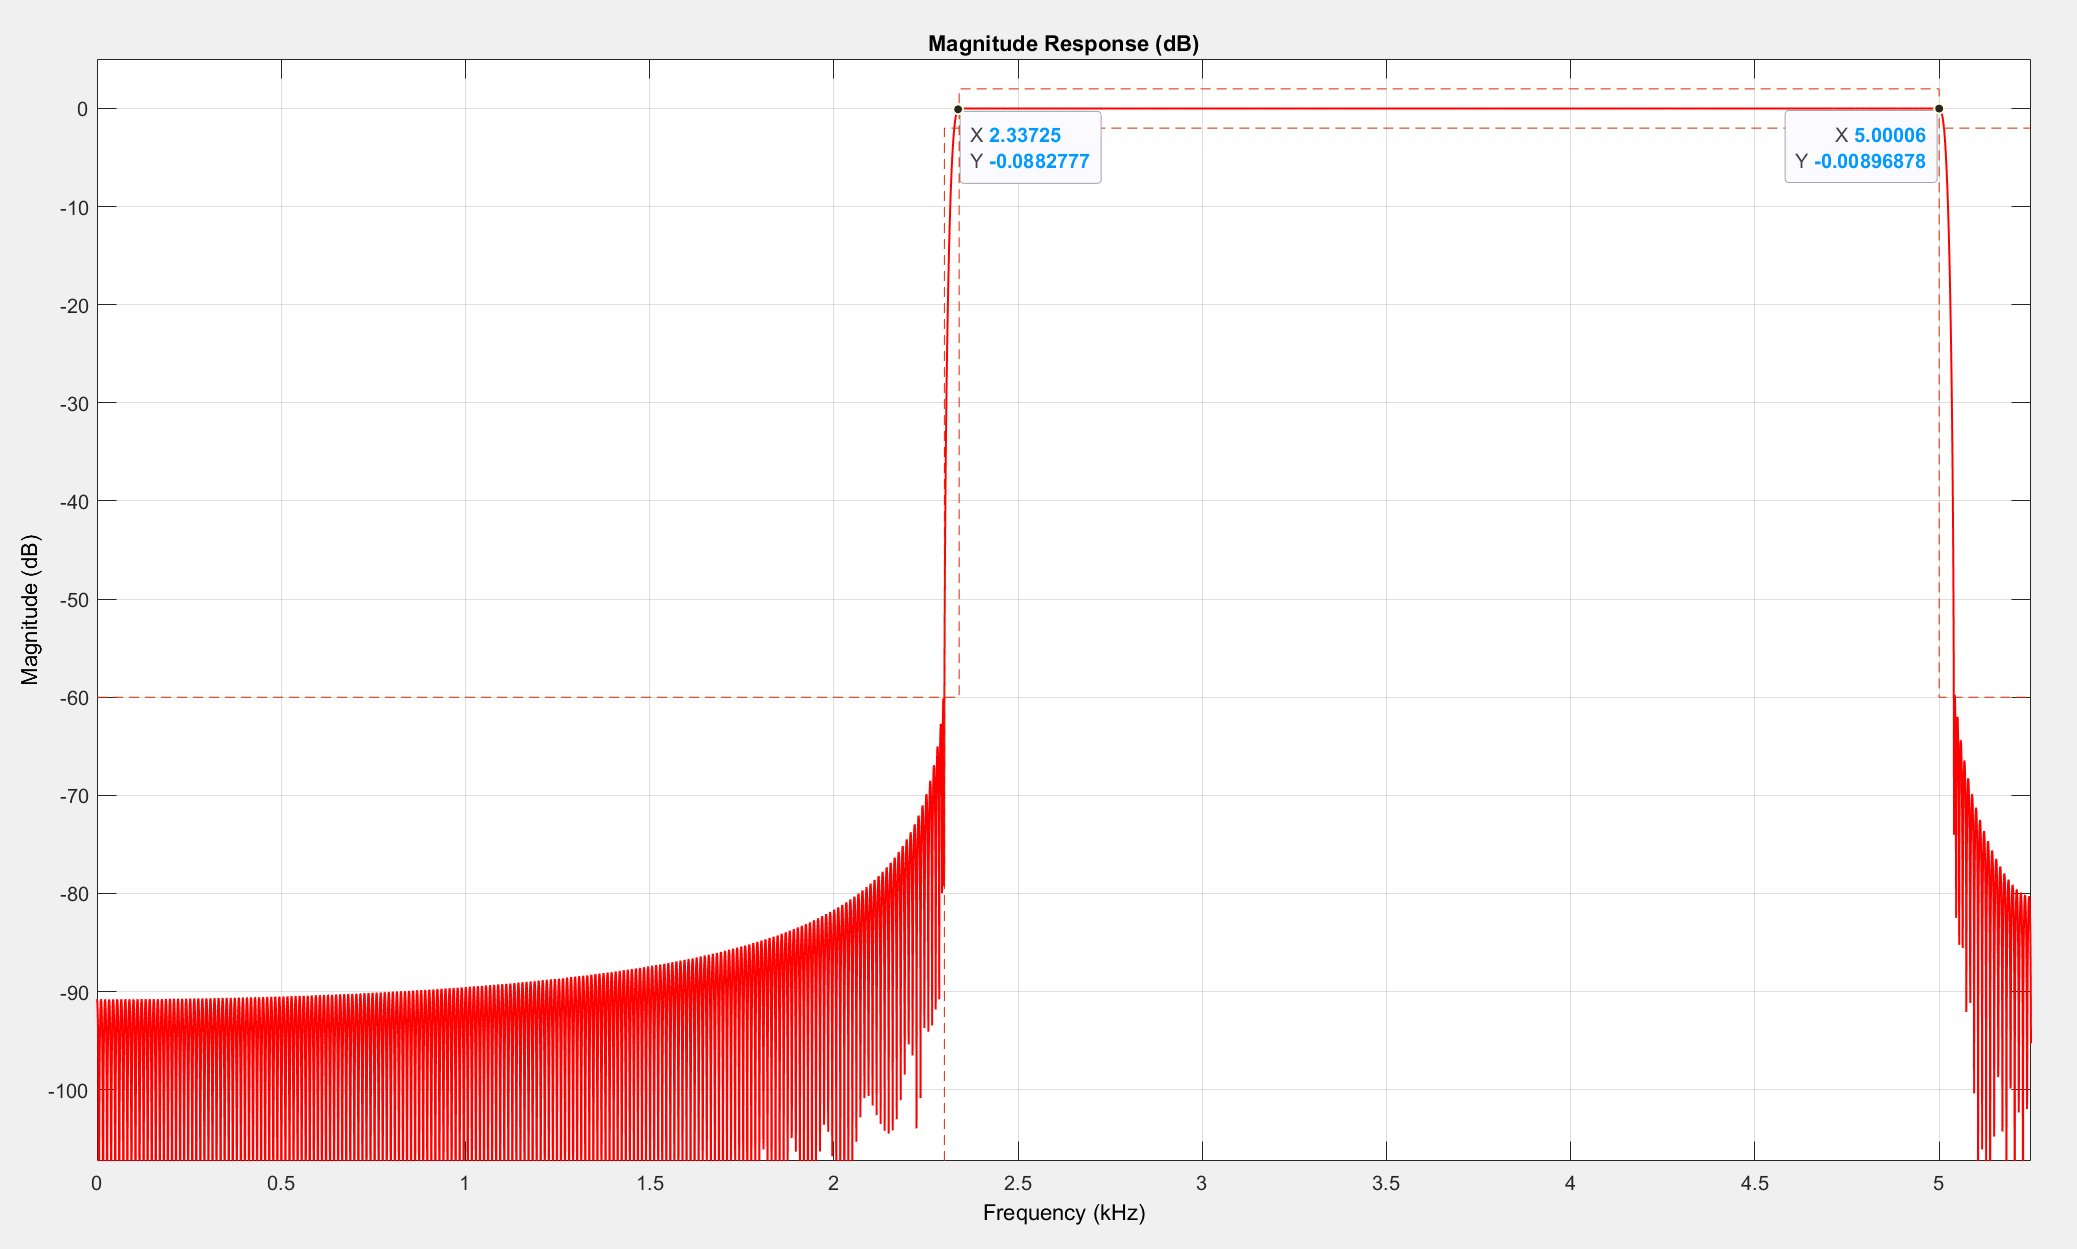 Magnitude Response (dB)
0
-10
-20
-30
-40
-50
-60
-70
-80
-90
-100
Magnitude (dB)
X 2.33725
Y -0.0882777
X 5.00006
Y -0.00896878
0 0.5 1 1.5 2 2.5 3 3.5 4 4.5 5
Frequency (kHz)